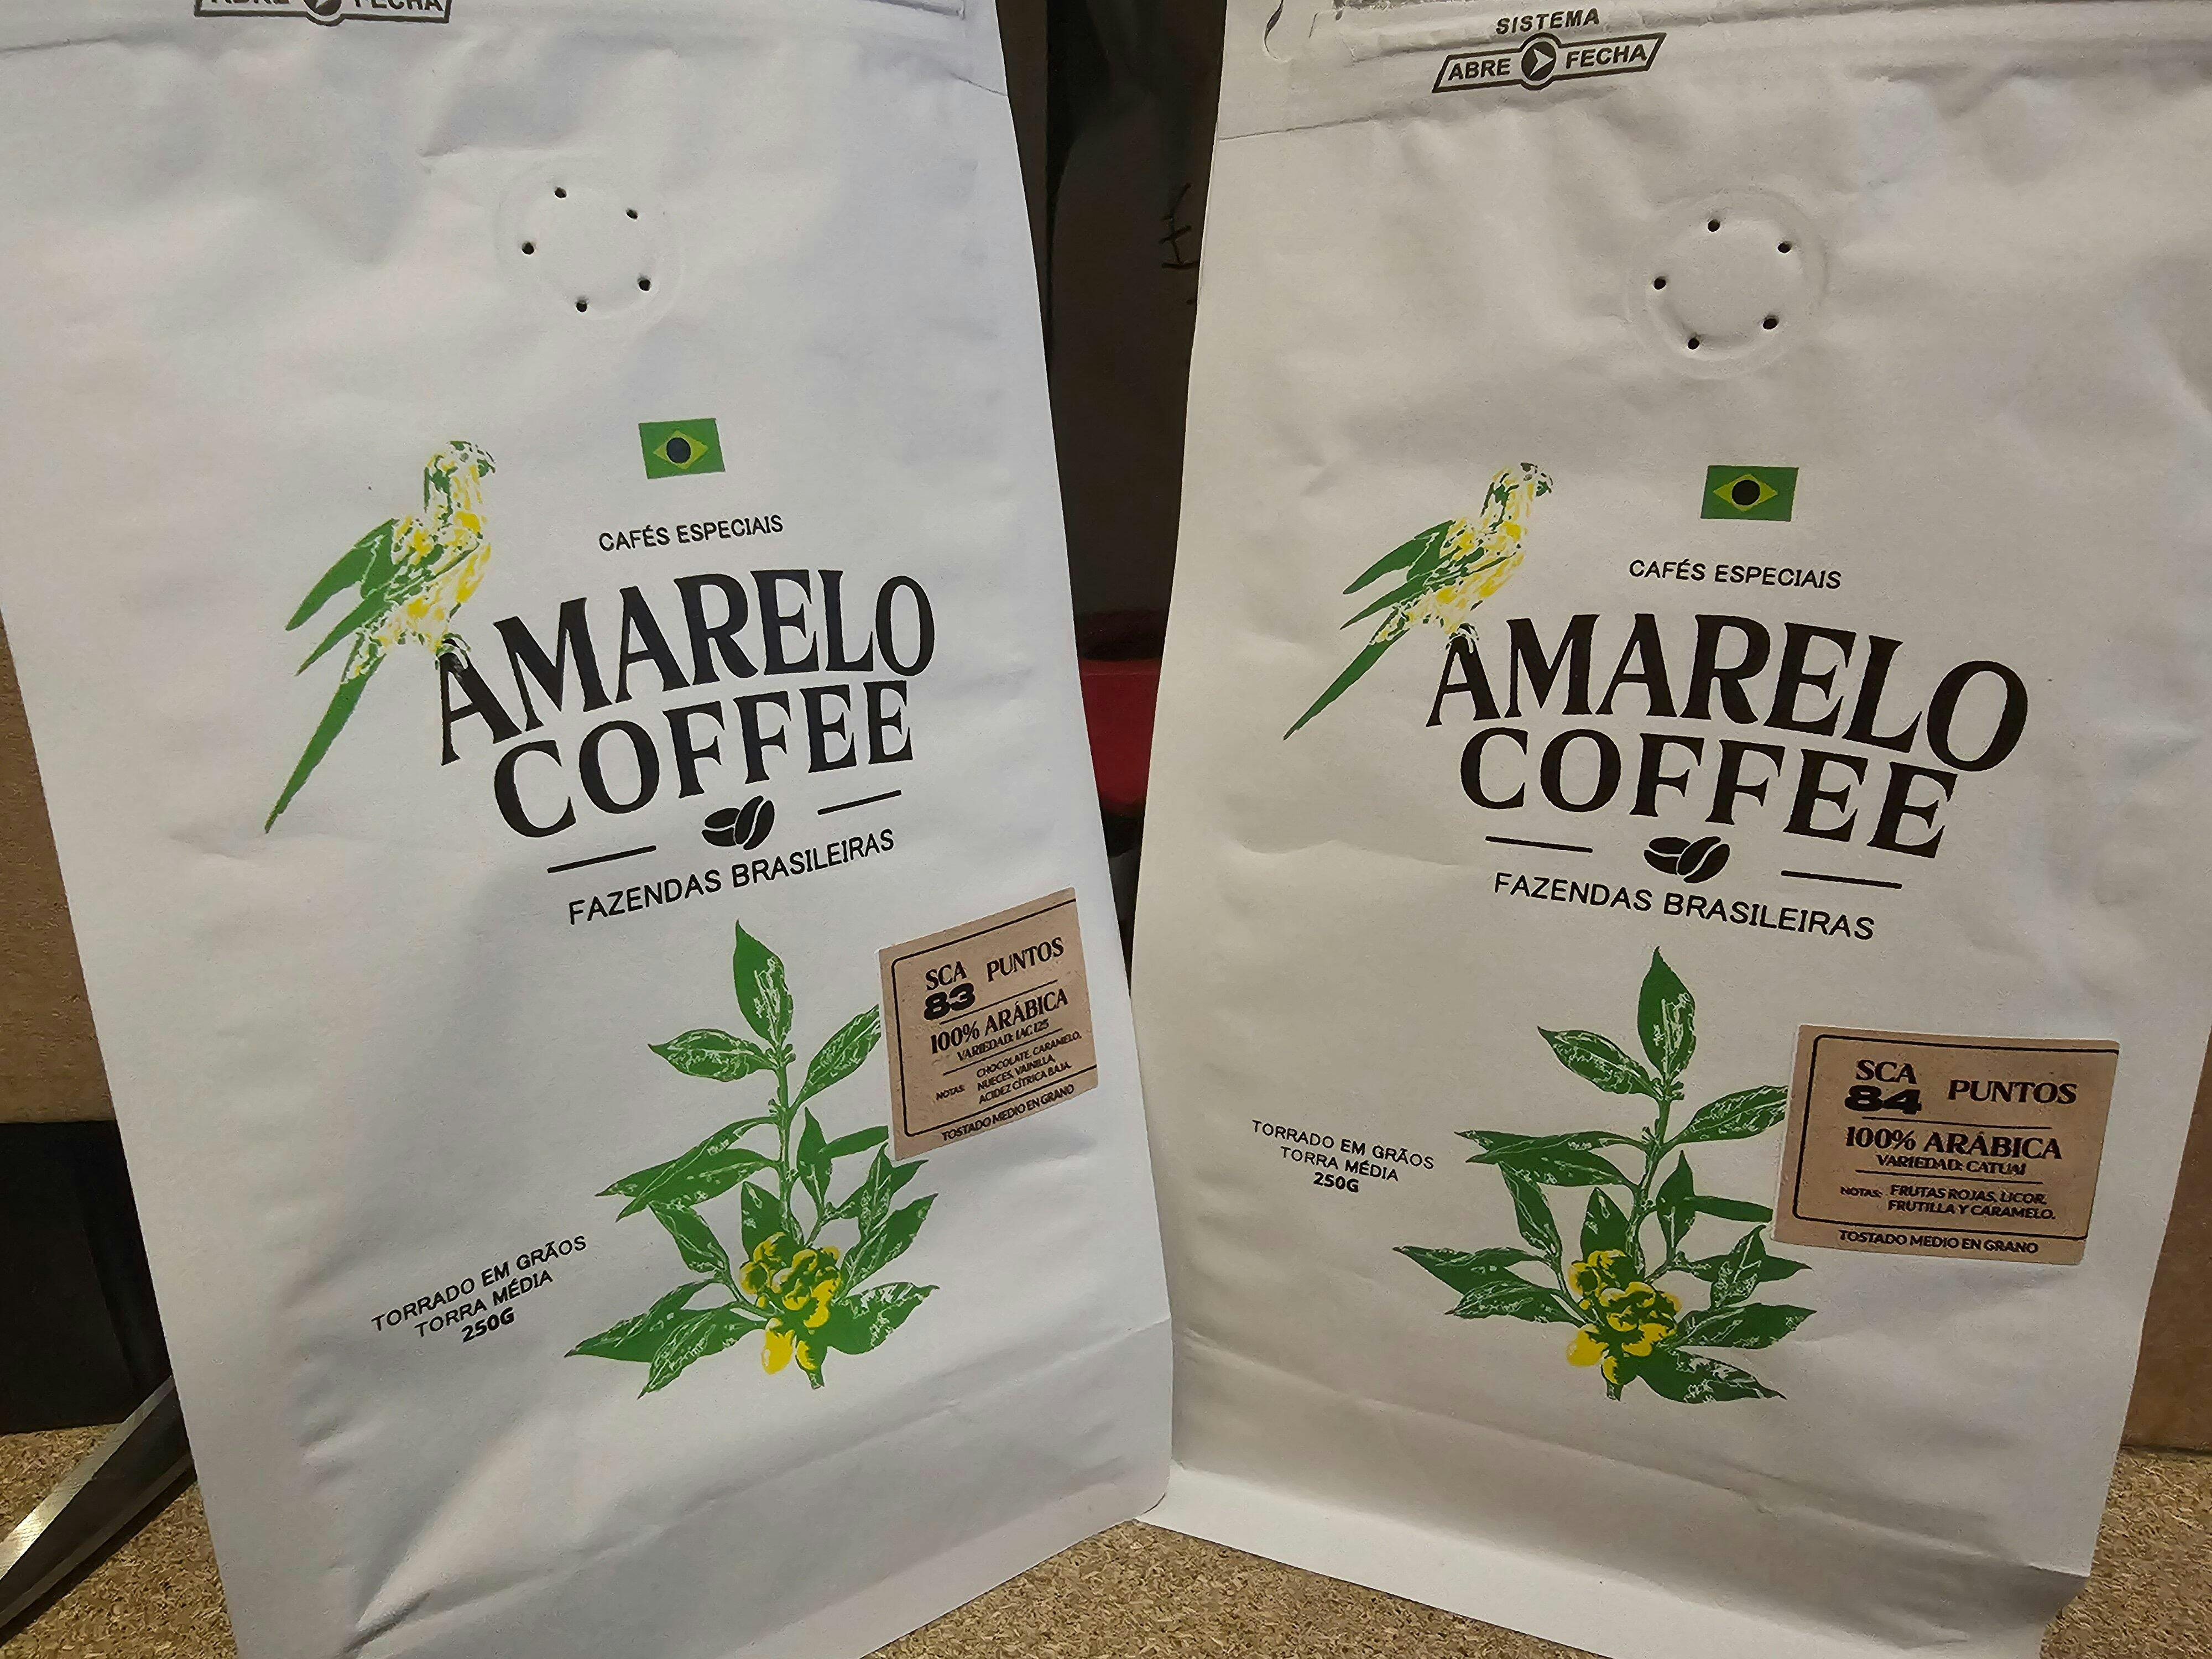 ABRE FECHA
CAFÉS ESPECIAIS
AMARELO
COFFEE
FAZENDAS BRASILEIRAS
SCA PUNTOS
83
100% ARÁBICA
VARIEDAD: IAC 125
NOTAS: CHOCOLATE, CARAMELO,
NUECES, VAINILLA,
ACIDEZ CÍTRICA BAJA.
TOSTADO MEDIO EN GRANO
TORRADO EM GRÃOS
TORRA MÉDIA
250G
SISTEMA
ABRE FECHA
CAFÉS ESPECIAIS
AMARELO
COFFEE
FAZENDAS BRASILEIRAS
SCA PUNTOS
84
100% ARÁBICA
VARIEDAD: CATUAI
NOTAS: FRUTAS ROJAS, LICOR,
FRUTILLA Y CARAMELO.
TOSTADO MEDIO EN GRANO
TORRADO EM GRÃOS
TORRA MÉDIA
250G